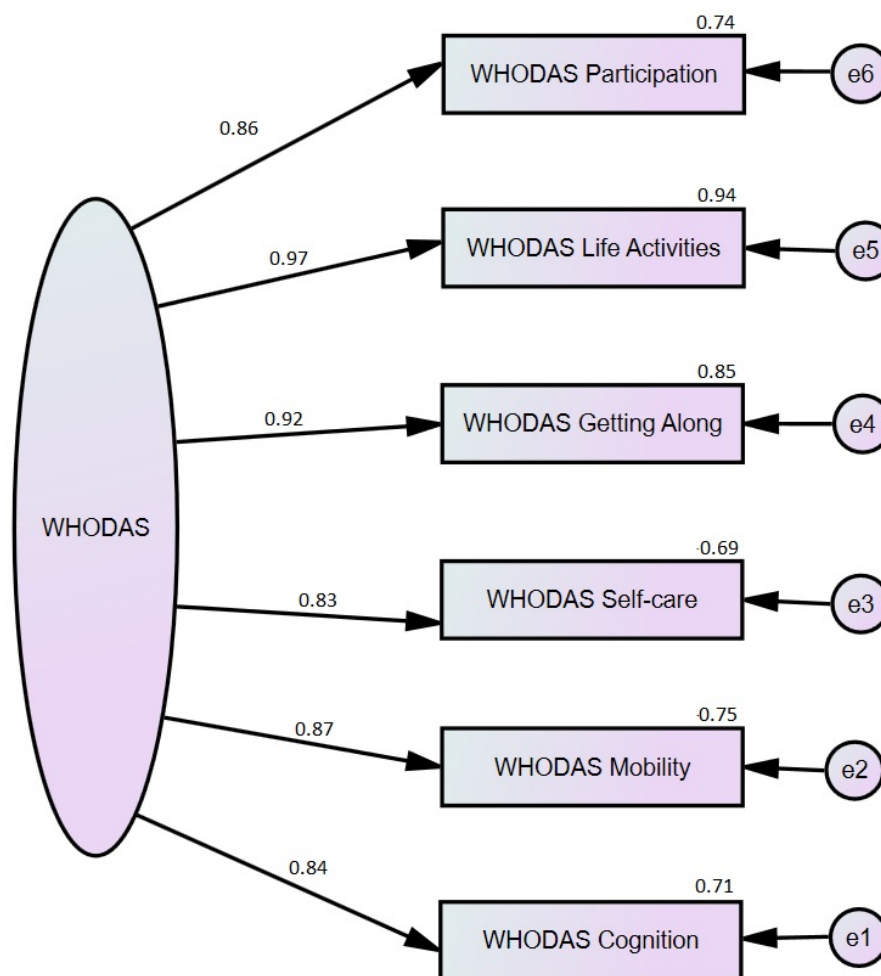 0.74
WHODAS Participation
e6
0.86
0.94
WHODAS Life Activities
e5
0.97
0.85
WHODAS Getting Along
e4
0.92
WHODAS
-0.69
WHODAS Self-care
e3
0.83
-0.75
WHODAS Mobility
e2
0.87
0.71
WHODAS Cognition
e1
0.84